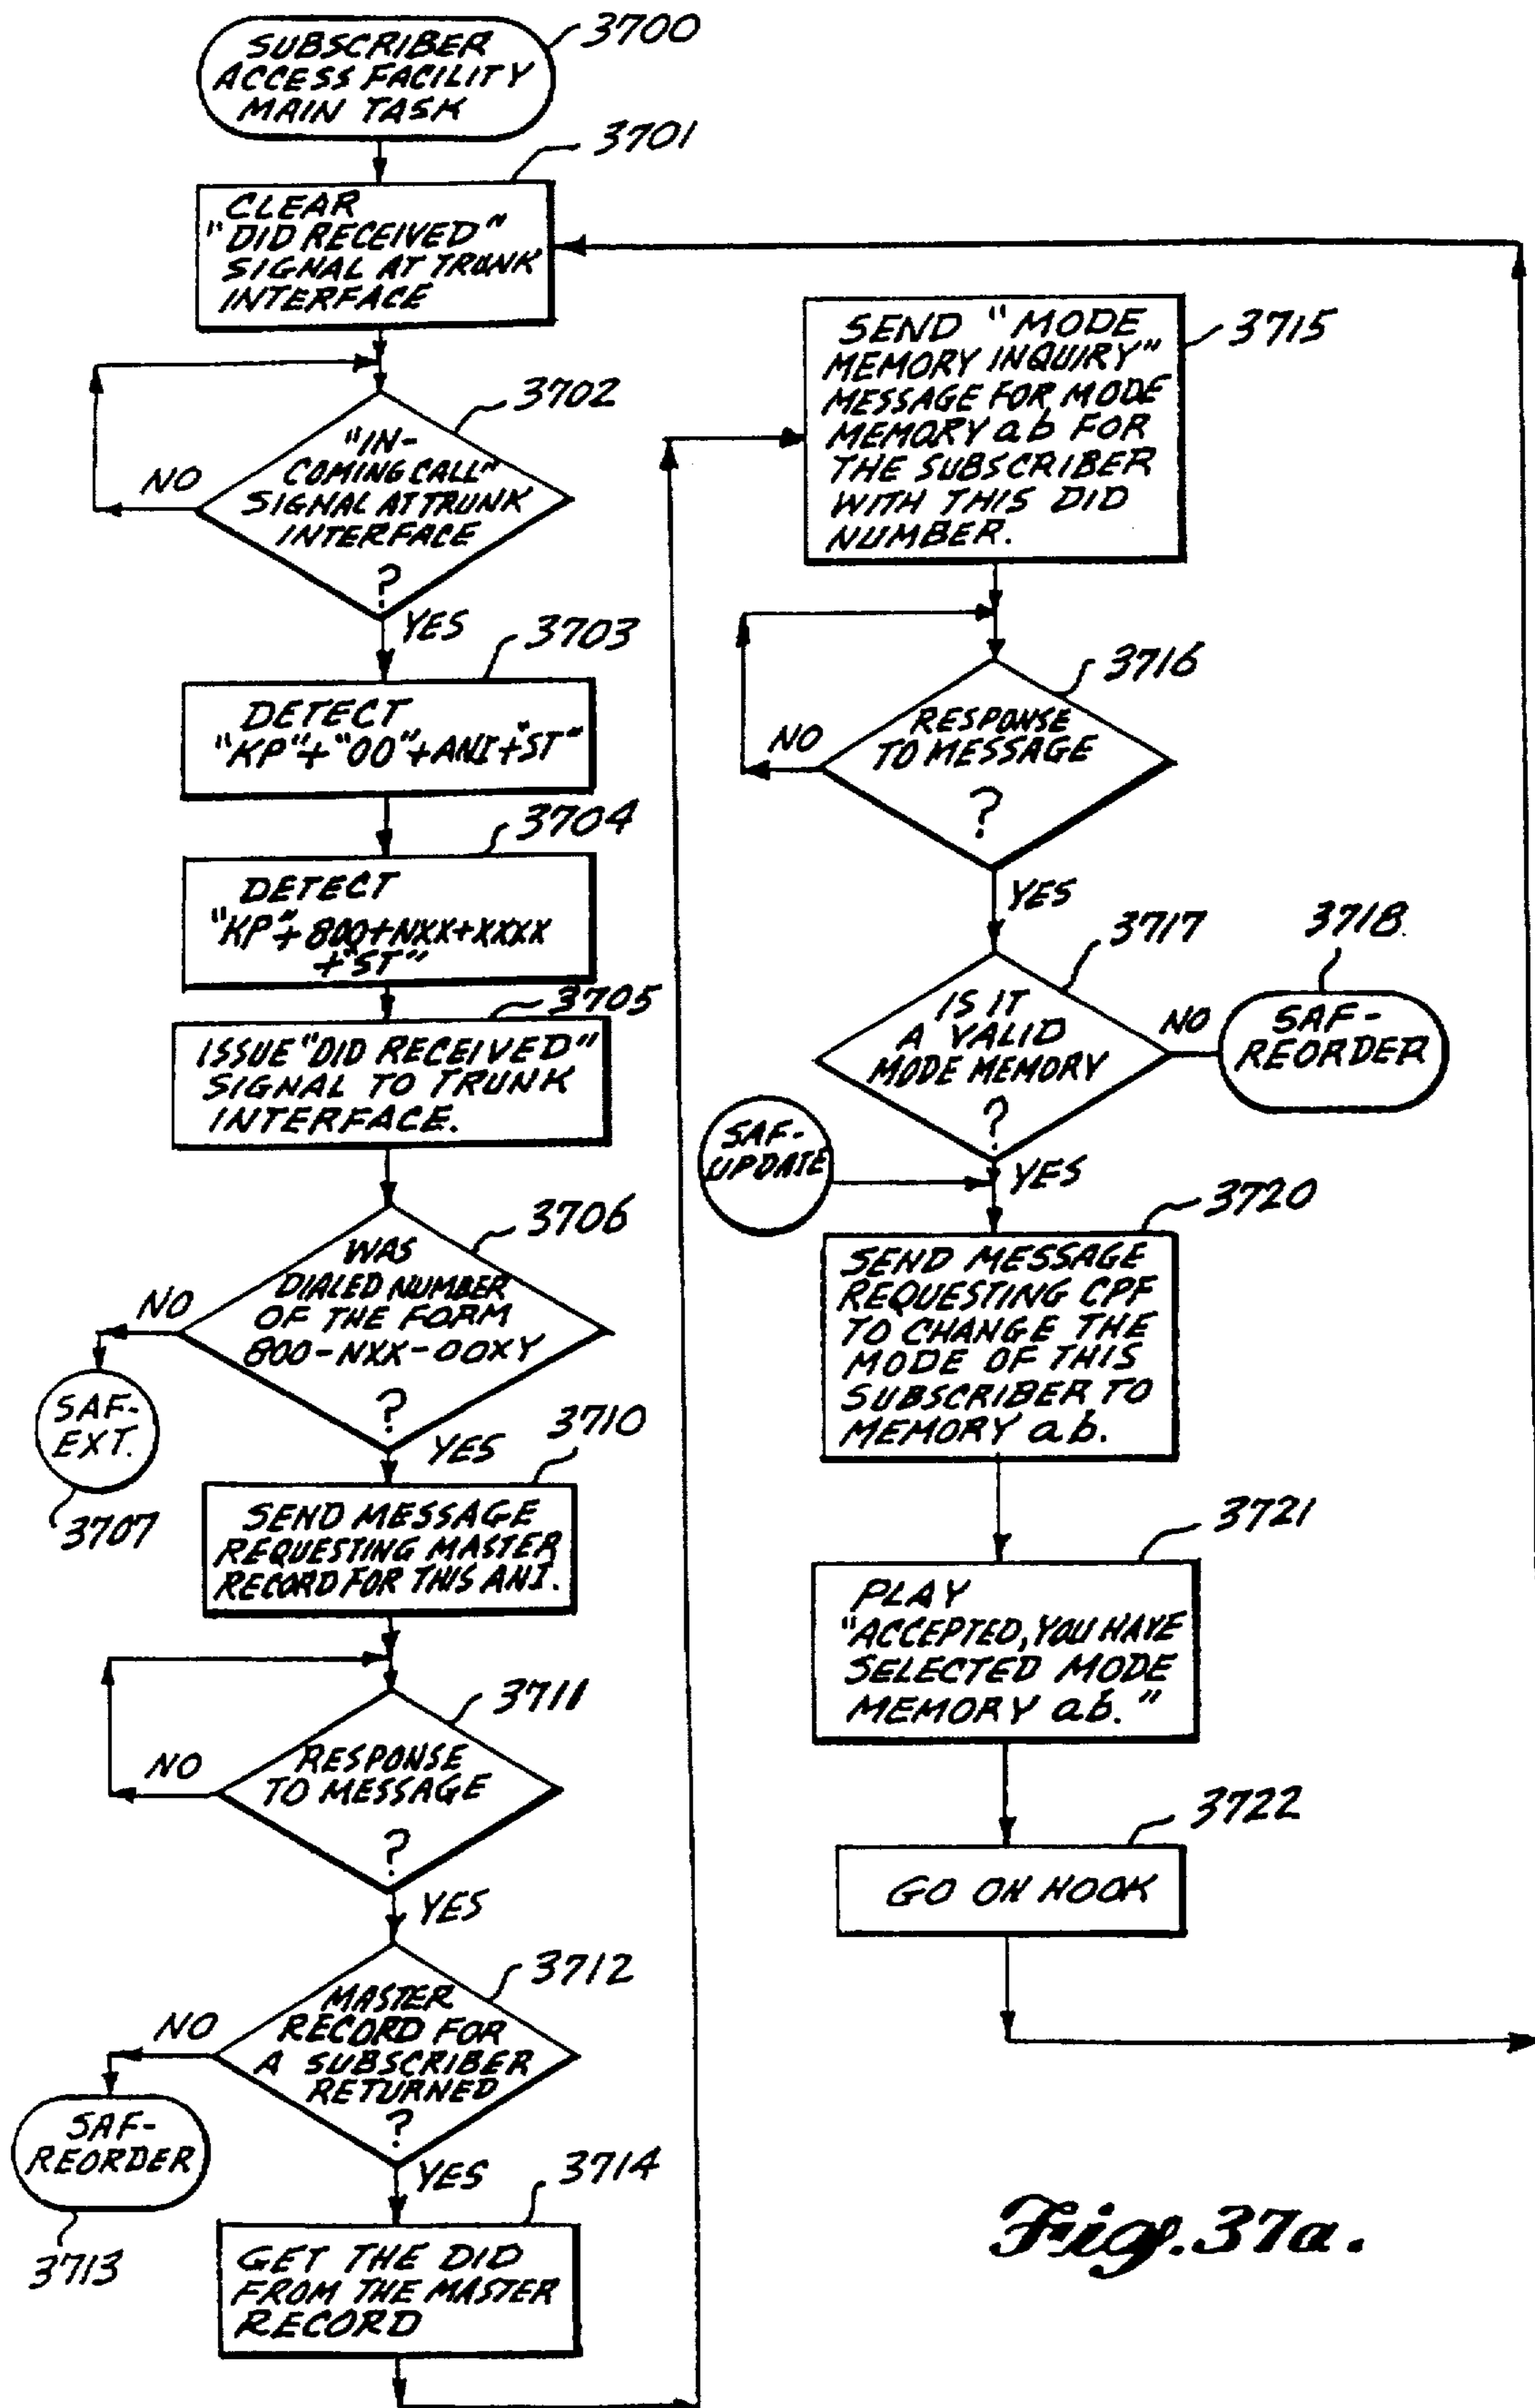 3700
SUBSCRIBER
ACCESS FACILITY
MAIN TASK
3701
CLEAR
"DID RECEIVED"
SIGNAL AT TRUNK
INTERFACE
3702
"IN-
COMING CALL"
SIGNAL AT TRUNK
INTERFACE
?
NO
YES
3703
DETECT
"KP"+"00"+ANI+"ST"
3704
DETECT
"KP"+800+NXX+XXXX
+"ST"
3705
ISSUE "DID RECEIVED"
SIGNAL TO TRUNK
INTERFACE.
3706
WAS
DIALED NUMBER
OF THE FORM
800-NXX-00XY
?
NO
SAF-
EXT.
3707
YES
3710
SEND MESSAGE
REQUESTING MASTER
RECORD FOR THIS ANI.
3711
RESPONSE
TO MESSAGE
?
NO
YES
3712
MASTER
RECORD FOR
A SUBSCRIBER
RETURNED
?
NO
SAF-
REORDER
3713
YES
3714
GET THE DID
FROM THE MASTER
RECORD
3715
SEND "MODE
MEMORY INQUIRY"
MESSAGE FOR MODE
MEMORY ab FOR
THE SUBSCRIBER
WITH THIS DID
NUMBER.
3716
RESPONSE
TO MESSAGE
?
NO
YES
3717
IS IT
A VALID
MODE MEMORY
?
NO
3718
SAF-
REORDER
YES
SAF-
UPDATE
3720
SEND MESSAGE
REQUESTING CPF
TO CHANGE THE
MODE OF THIS
SUBSCRIBER TO
MEMORY ab.
3721
PLAY
"ACCEPTED, YOU HAVE
SELECTED MODE
MEMORY ab."
3722
GO ON HOOK
Fig. 37a.